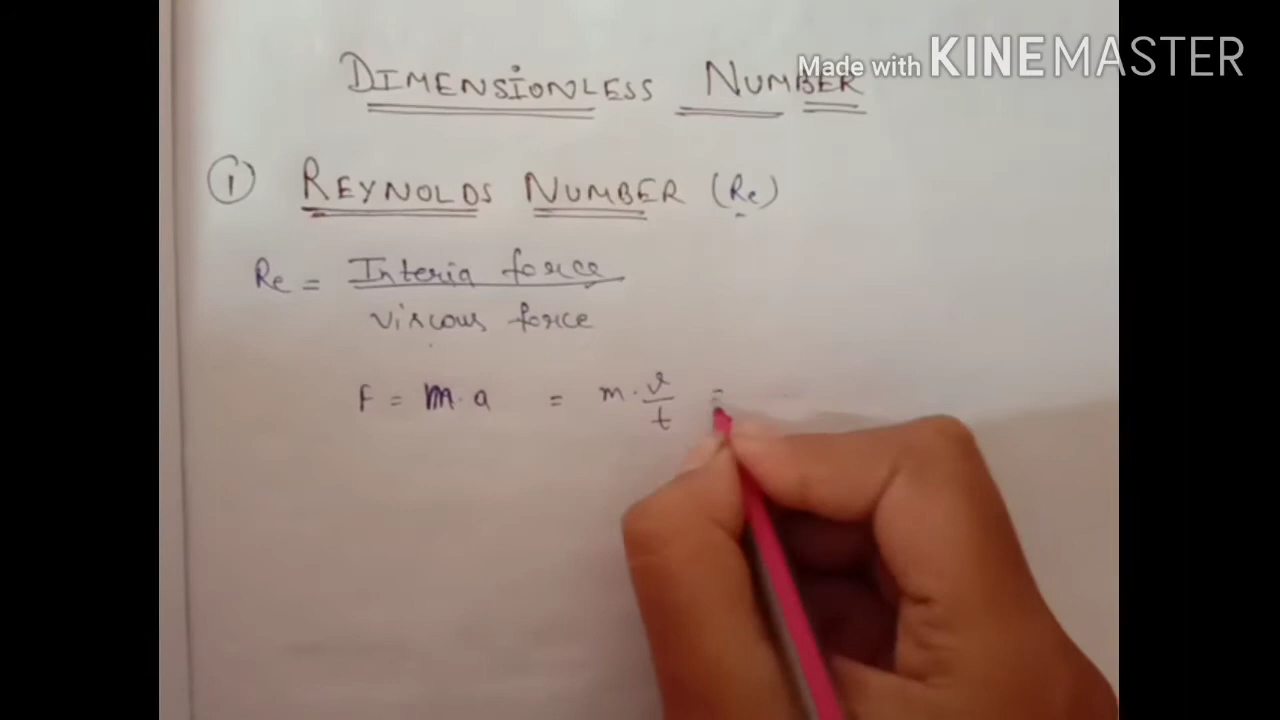 Made with KINEMASTER
DIMENSIONLESS NUMBER
1 REYNOLDS NUMBER (Re)
Re = Interia force
viscous force
F = m.a = m.v/t =